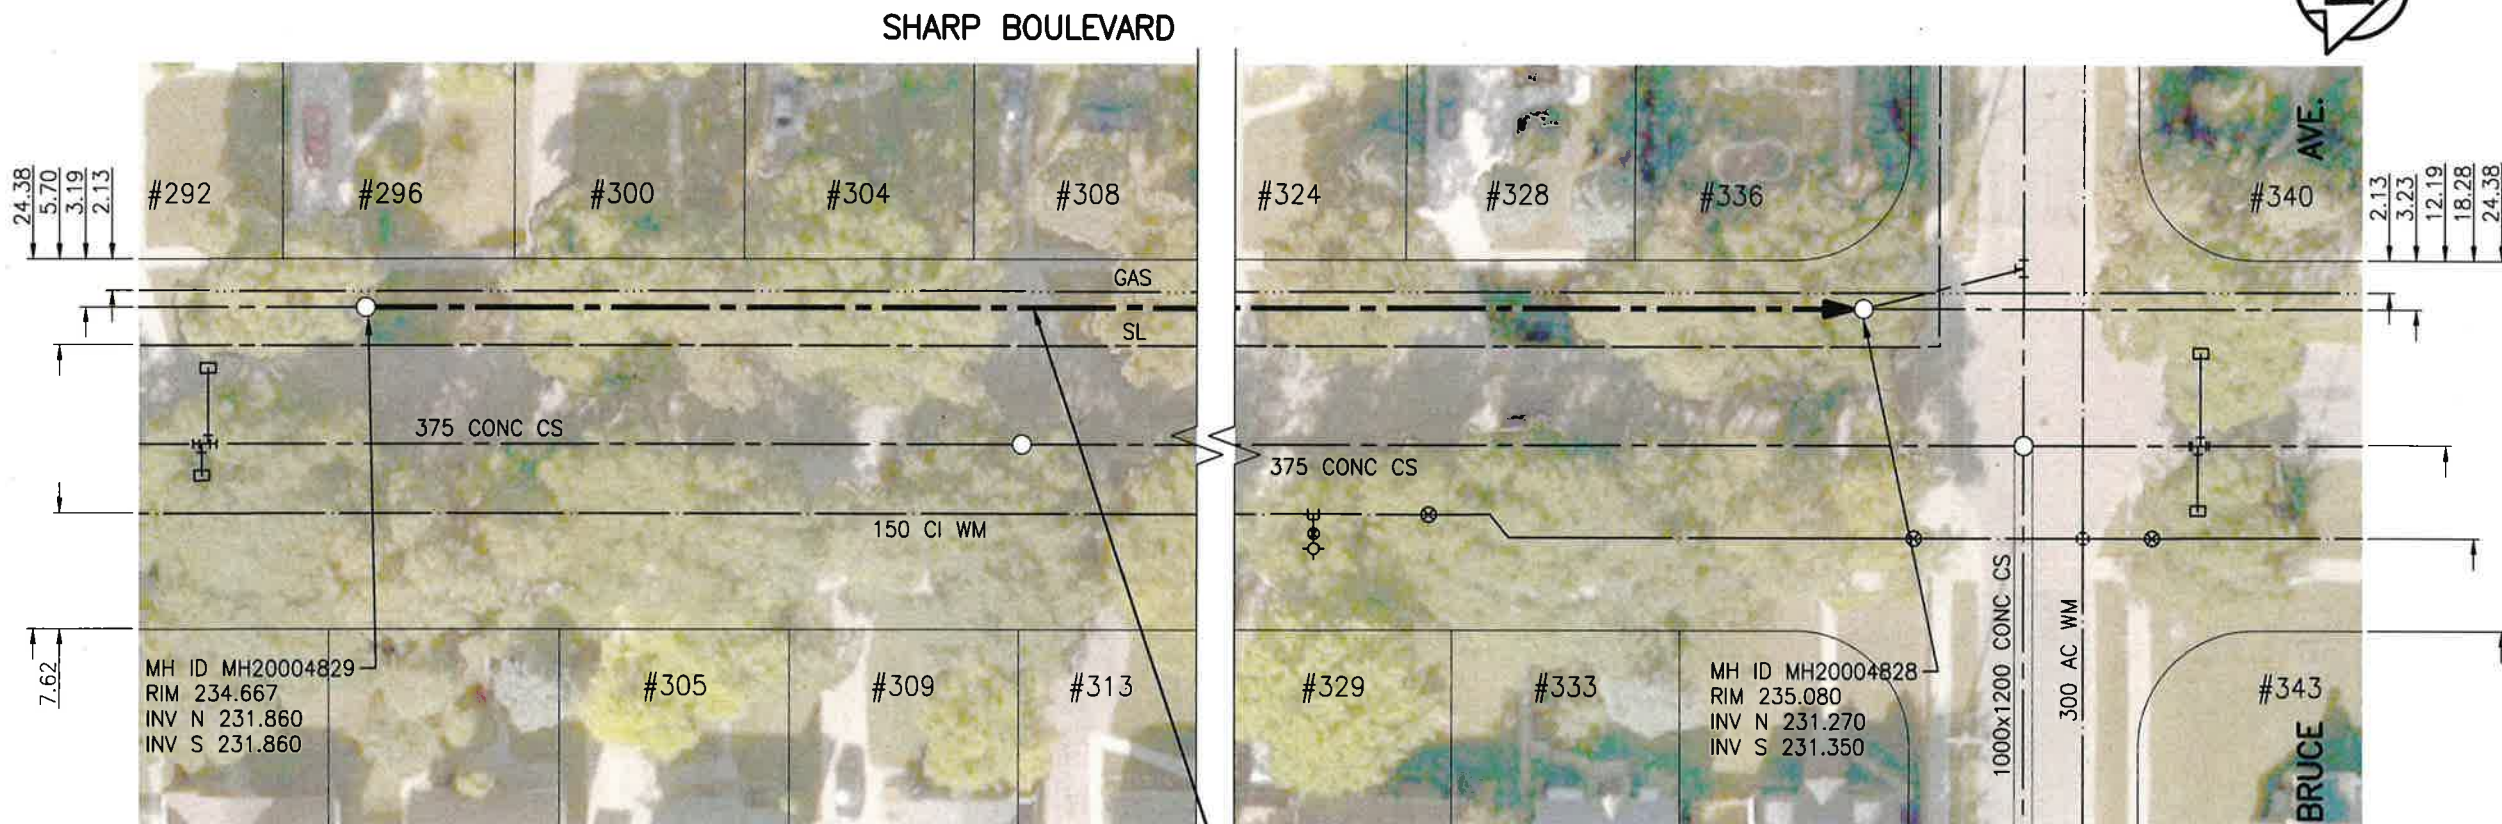 SHARP BOULEVARD
24.38
5.70
3.19
2.13
#292
#296
#300
#304
#308
#324
#328
#336
AVE.
#340
2.13
3.23
12.19
18.28
24.38
GAS
SL
375 CONC CS
375 CONC CS
150 CI WM
7.62
MH ID MH20004829
RIM 234.667
INV N 231.860
INV S 231.860
#305
#309
#313
#329
#333
MH ID MH20004828
RIM 235.080
INV N 231.270
INV S 231.350
1000x1200 CONC CS
300 AC WM
#343
BRUCE